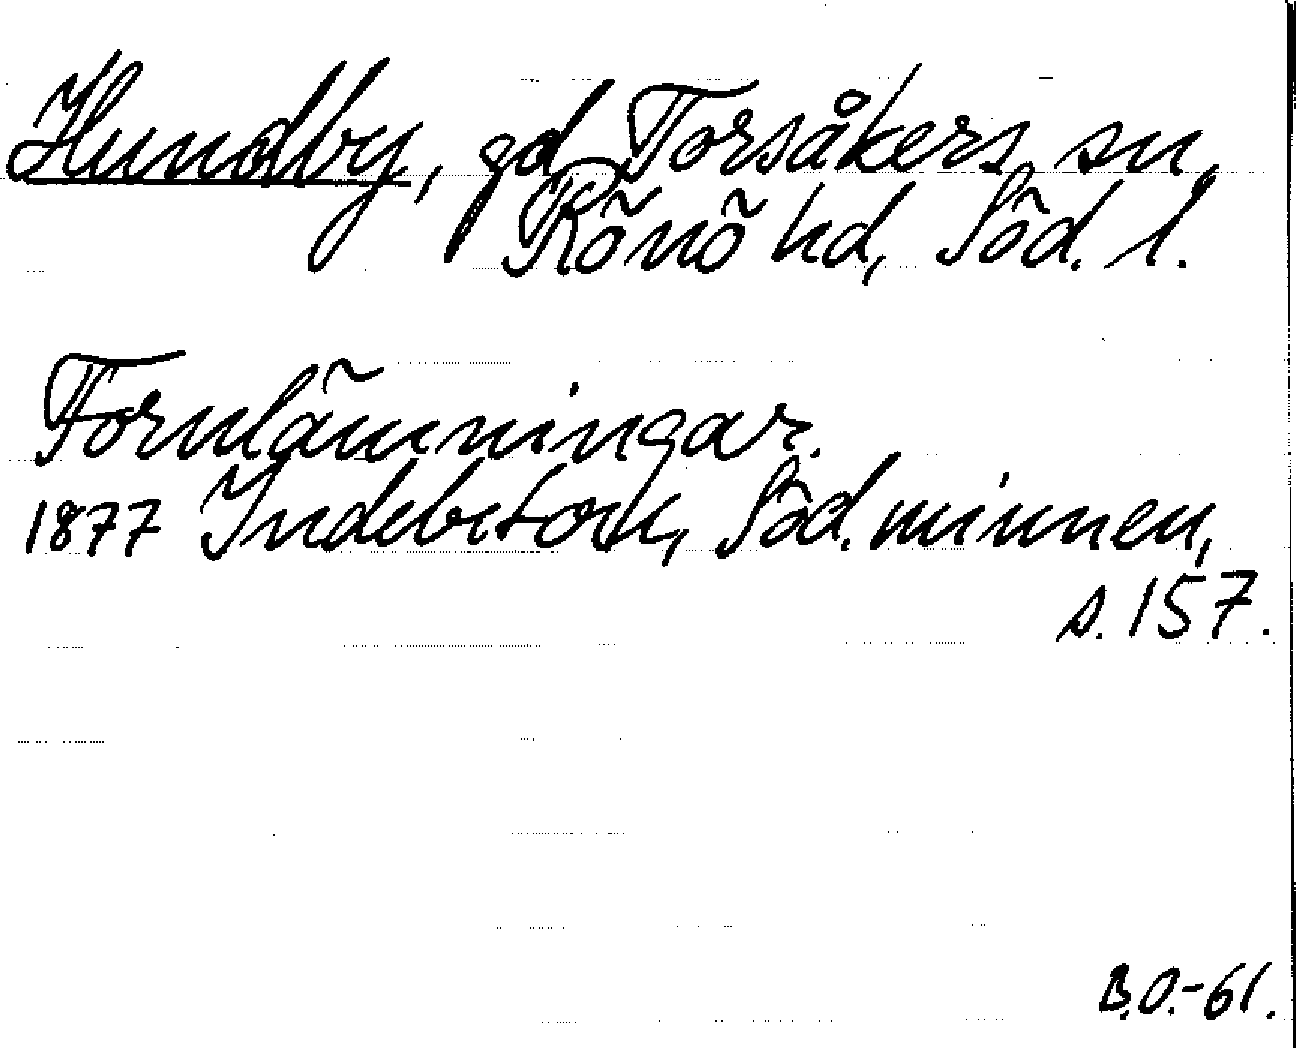 Hundby, gd Torsåkers sn,
Rönö hd, Söd. l.
Fornlämningar.
1877 Indebetou, Söd. minnen,
s. 157.
B.O.-61.